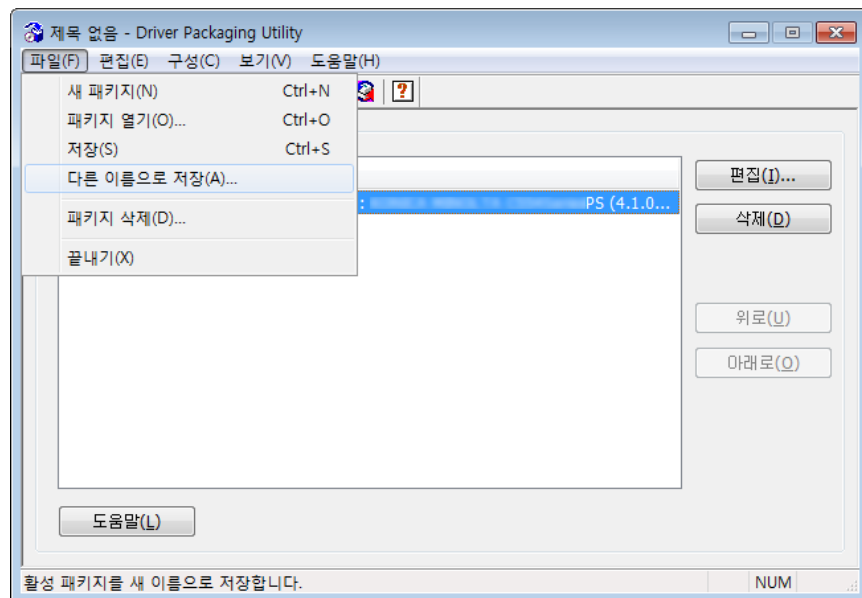 제목 없음 - Driver Packaging Utility
파일(F) 편집(E) 구성(C) 보기(V) 도움말(H)
새 패키지(N) Ctrl+N
패키지 열기(O)... Ctrl+O
저장(S) Ctrl+S
다른 이름으로 저장(A)...
편집(I)...
: PS (4.1.0...
패키지 삭제(D)...
삭제(D)
끝내기(X)
위로(U)
아래로(O)
도움말(L)
활성 패키지를 새 이름으로 저장합니다. NUM